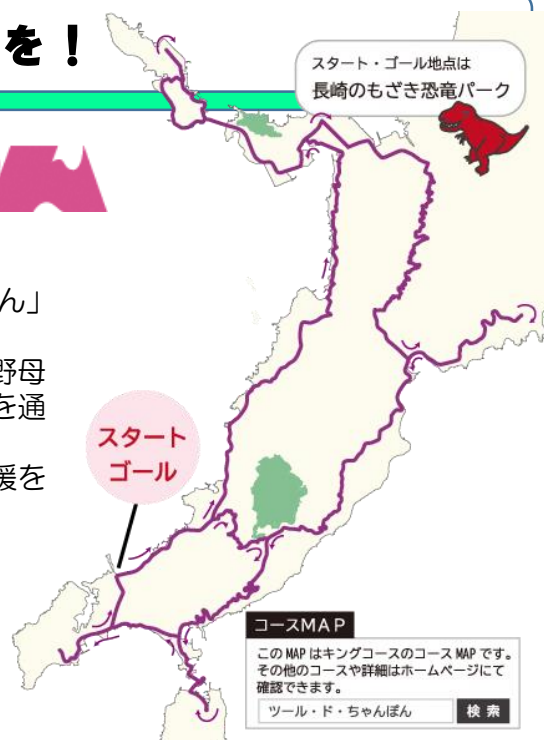 を！
スタート・ゴール地点は
長崎のもざき恐竜パーク
ん」
野母
を通
援を
スタート
ゴール
コースMAP
このMAPはキングコースのコースMAPです。
その他のコースや詳細はホームページにて
確認できます。
ツール・ド・ちゃんぽん 検索